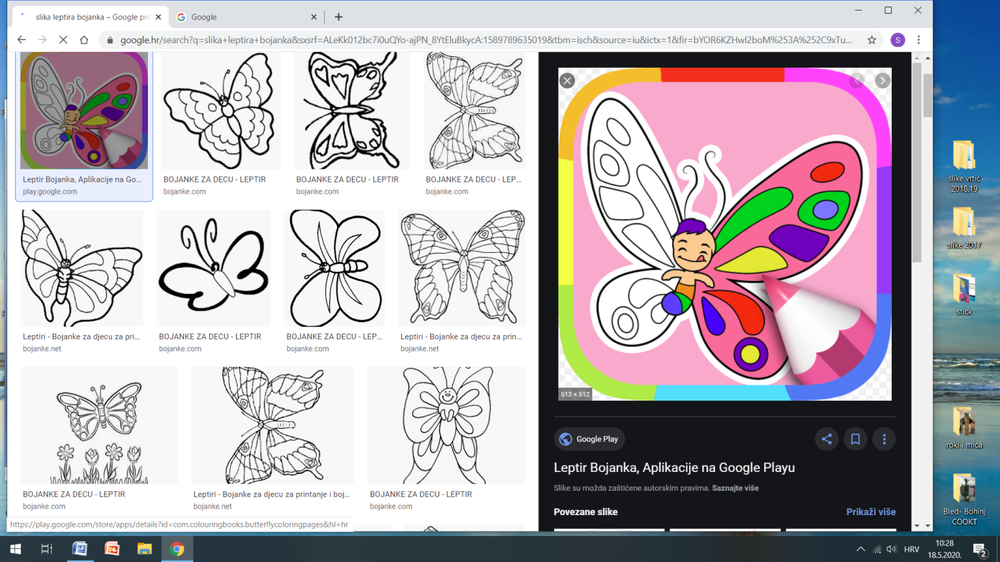 slika leptira bojanka – Google pre
Google
google.hr/search?q=slika+leptira+bojanka&sxsrf=ALeKk012bc7i0uQYo-ajPN_8YtEluBkycA:1589789635019&tbm=isch&source=iu&ictx=1&fir=bYOR6KZHwI2boM%253A%252C9xTu...
S
Leptir Bojanka, Aplikacije na Go...
play.google.com
BOJANKE ZA DECU - LEPTIR
bojanke.com
BOJANKE ZA DECU - LEPTIR
bojanke.com
BOJANKE ZA DECU - LEP...
bojanke.com
Leptiri - Bojanke za djecu za pri...
bojanke.net
BOJANKE ZA DECU - LEPTIR
bojanke.com
BOJANKE ZA DECU - LEP...
bojanke.com
Leptiri - Bojanke za djecu za prin...
bojanke.net
BOJANKE ZA DECU - LEPTIR
bojanke.com
Leptiri - Bojanke za djecu za printanje i boj...
bojanke.net
BOJANKE ZA DECU - LEPTIR
bojanke.com
https://play.google.com/store/apps/details?id=com.colouringbooks.butterflycoloringpages&hl=hr
512 × 512
Google Play
Leptir Bojanka, Aplikacije na Google Playu
Slike su možda zaštićene autorskim pravima. Saznajte više
Povezane slike
Prikaži više
slike vrtić
2018,19
slike 2017
stick
roki i mica
Bled- Bohinj
COOKT
HRV
10:28
18.5.2020.
2